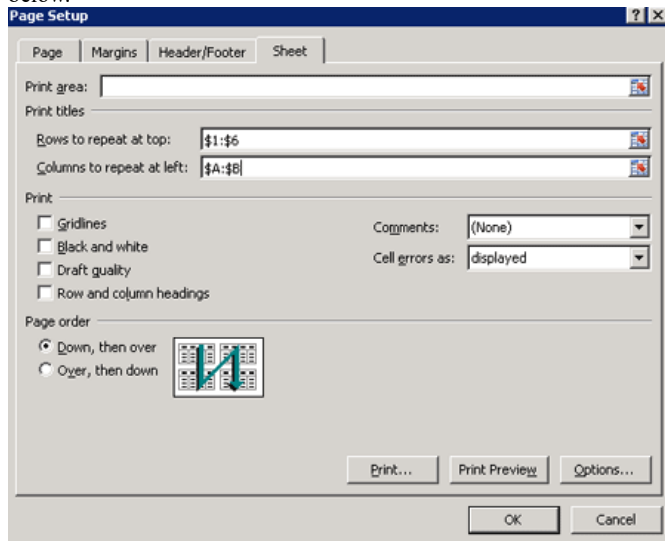 below.
Page Setup
Page Margins Header/Footer Sheet
Print area:
Print titles
Rows to repeat at top: $1:$6
Columns to repeat at left: $A:$B
Print
Gridlines Comments: (None)
Black and white Cell errors as: displayed
Draft quality
Row and column headings
Page order
Down, then over
Over, then down
Print... Print Preview Options...
OK Cancel